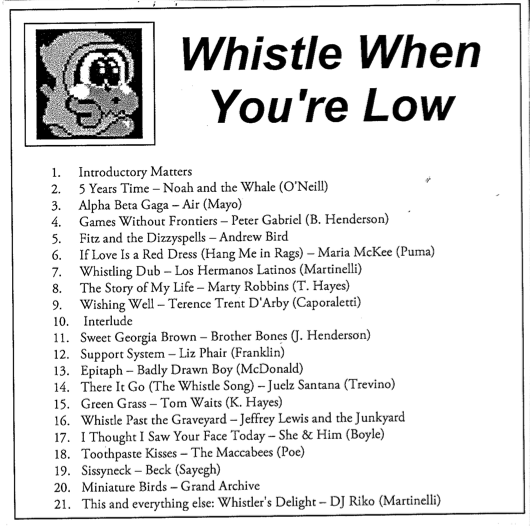 Whistle When
You're Low
1. Introductory Matters
2. 5 Years Time – Noah and the Whale (O'Neill)
3. Alpha Beta Gaga – Air (Mayo)
4. Games Without Frontiers – Peter Gabriel (B. Henderson)
5. Fitz and the Dizzyspells – Andrew Bird
6. If Love Is a Red Dress (Hang Me in Rags) – Maria McKee (Puma)
7. Whistling Dub – Los Hermanos Latinos (Martinelli)
8. The Story of My Life – Marty Robbins (T. Hayes)
9. Wishing Well – Terence Trent D'Arby (Caporaletti)
10. Interlude
11. Sweet Georgia Brown – Brother Bones (J. Henderson)
12. Support System – Liz Phair (Franklin)
13. Epitaph – Badly Drawn Boy (McDonald)
14. There It Go (The Whistle Song) – Juelz Santana (Trevino)
15. Green Grass – Tom Waits (K. Hayes)
16. Whistle Past the Graveyard – Jeffrey Lewis and the Junkyard
17. I Thought I Saw Your Face Today – She & Him (Boyle)
18. Toothpaste Kisses – The Maccabees (Poe)
19. Sissyneck – Beck (Sayegh)
20. Miniature Birds – Grand Archive
21. This and everything else: Whistler's Delight – DJ Riko (Martinelli)